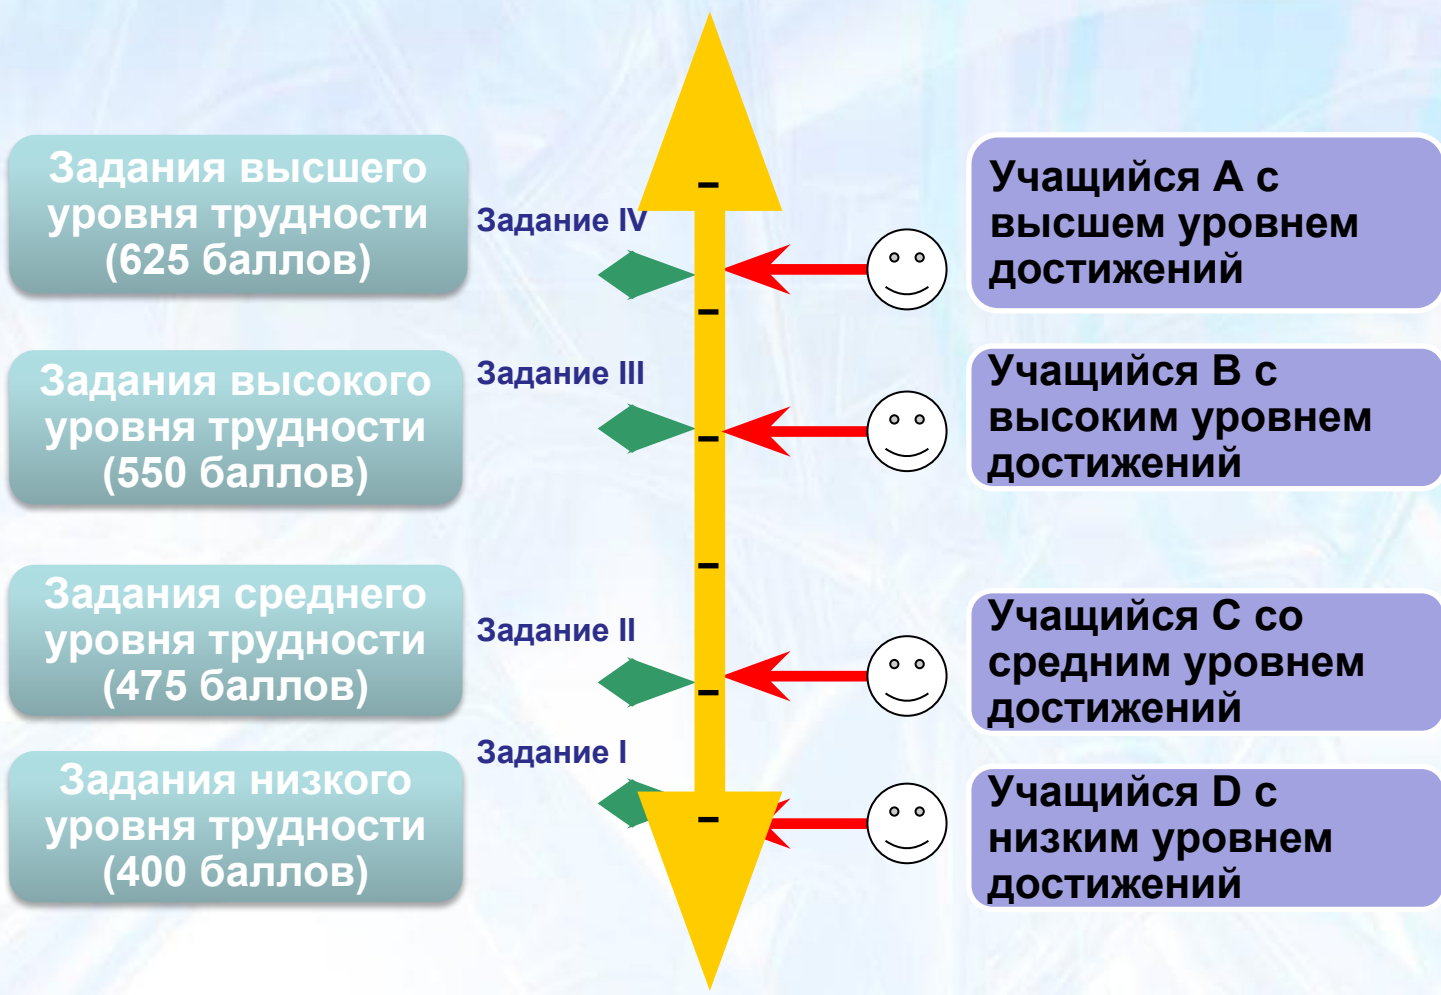 Задания высшего
уровня трудности
(625 баллов)
Задание IV
Учащийся A с
высшем уровнем
достижений
Задания высокого
уровня трудности
(550 баллов)
Задание III
Учащийся B с
высоким уровнем
достижений
Задания среднего
уровня трудности
(475 баллов)
Задание II
Учащийся C со
средним уровнем
достижений
Задания низкого
уровня трудности
(400 баллов)
Задание I
Учащийся D с
низким уровнем
достижений